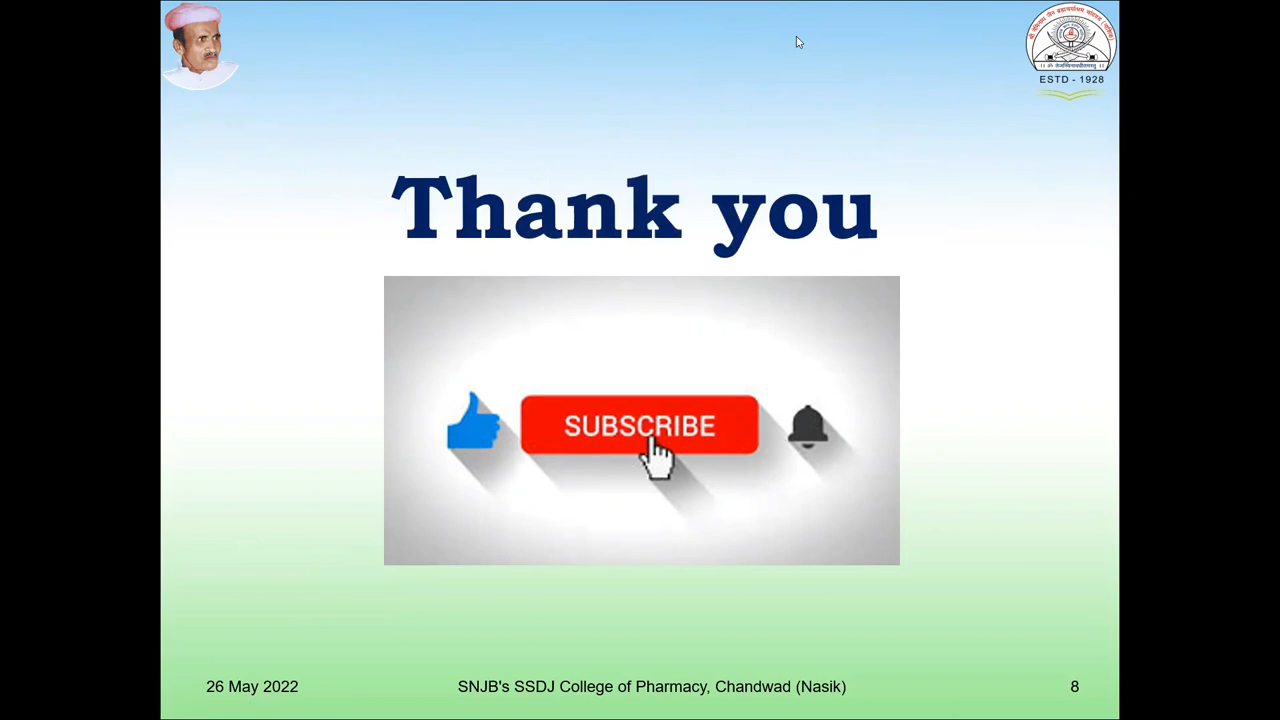 ESTD - 1928
Thank you
SUBSCRIBE
26 May 2022
SNJB's SSDJ College of Pharmacy, Chandwad (Nasik)
8